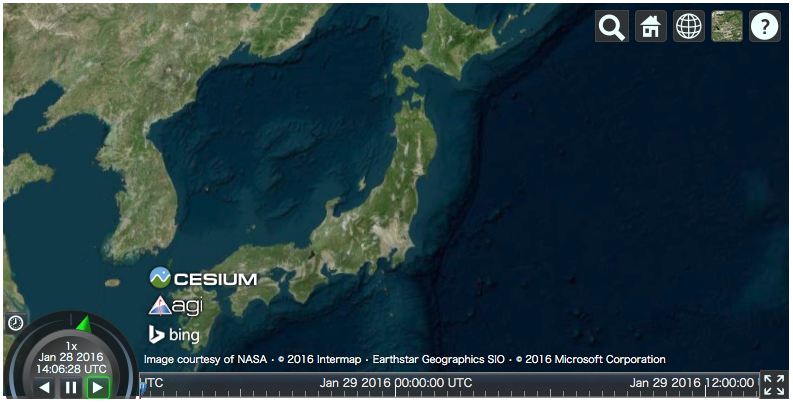 ?
CESIUM
agi
bing
Image courtesy of NASA · © 2016 Intermap · Earthstar Geographics SIO · © 2016 Microsoft Corporation
1x
Jan 28 2016
14:06:28 UTC
UTC
Jan 29 2016 00:00:00 UTC
Jan 29 2016 12:00:00